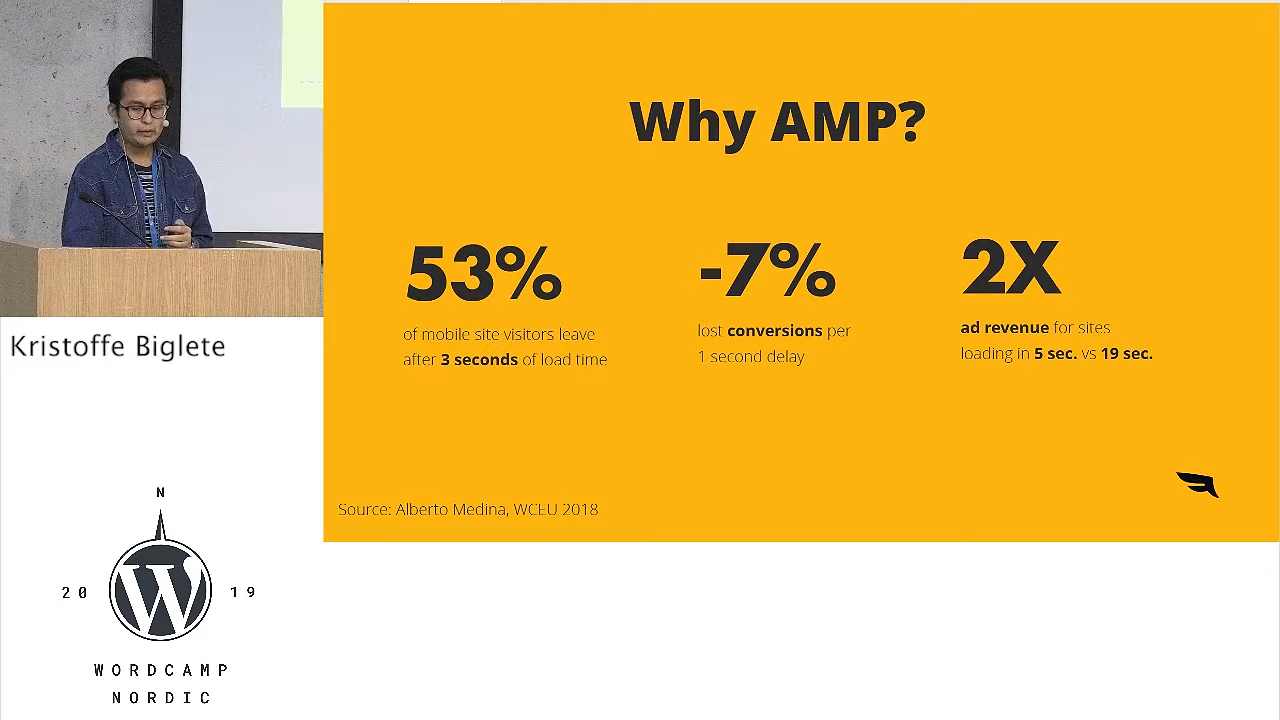 Why AMP?
53%
of mobile site visitors leave
after 3 seconds of load time
-7%
lost conversions per
1 second delay
2X
ad revenue for sites
loading in 5 sec. vs 19 sec.
Source: Alberto Medina, WCEU 2018
Kristoffe Biglete
N
20 19
WORDCAMP
NORDIC